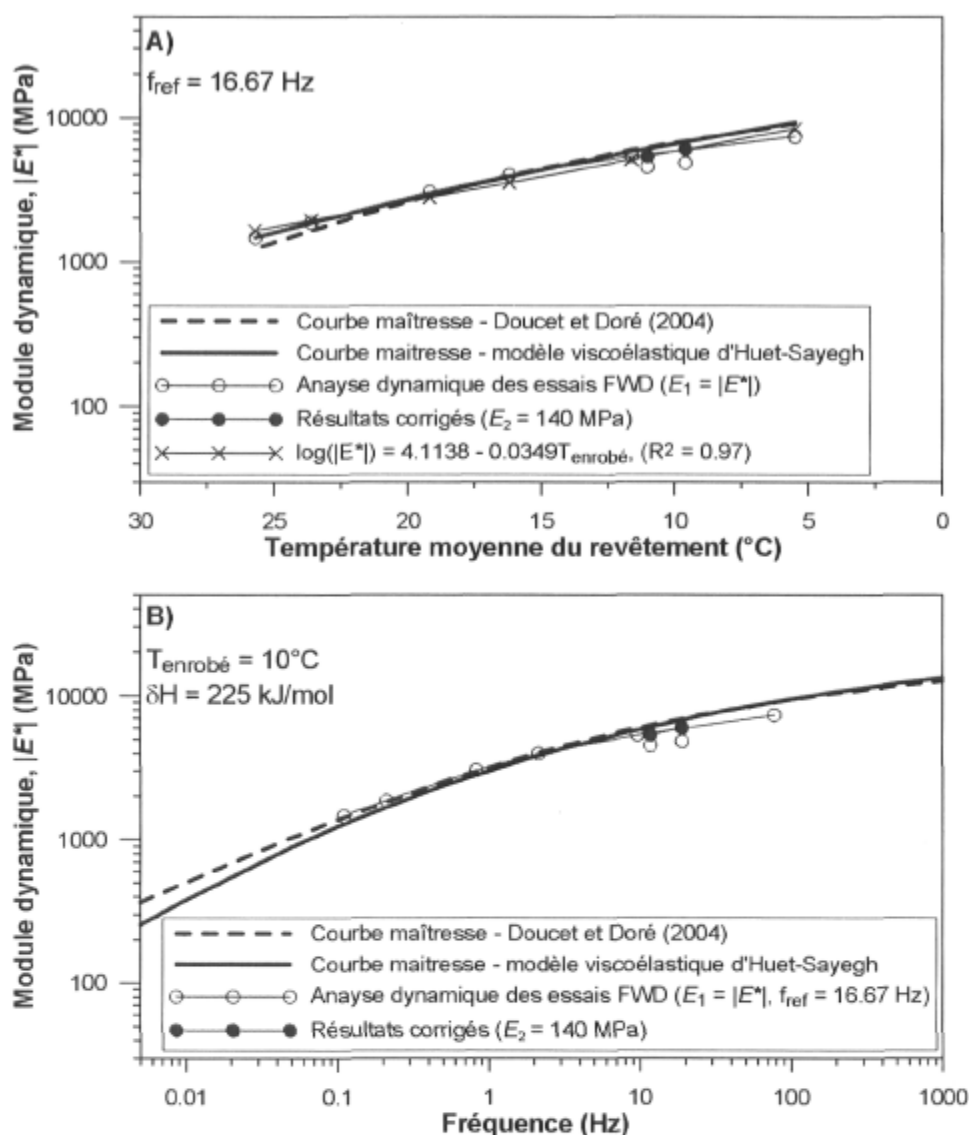 A)
f_ref = 16.67 Hz
Module dynamique, |E*| (MPa)
10000
1000
100
Courbe maîtresse - Doucet et Doré (2004)
Courbe maitresse - modèle viscoélastique d'Huet-Sayegh
Anayse dynamique des essais FWD (E₁ = |E*|)
Résultats corrigés (E₂ = 140 MPa)
log(|E*|) = 4.1138 - 0.0349T_enrobé, (R² = 0.97)
30 25 20 15 10 5 0
Température moyenne du revêtement (°C)
B)
T_enrobé = 10°C
δH = 225 kJ/mol
Module dynamique, |E*| (MPa)
10000
1000
100
Courbe maîtresse - Doucet et Doré (2004)
Courbe maitresse - modèle viscoélastique d'Huet-Sayegh
Anayse dynamique des essais FWD (E₁ = |E*|, f_ref = 16.67 Hz)
Résultats corrigés (E₂ = 140 MPa)
0.01 0.1 1 10 100 1000
Fréquence (Hz)